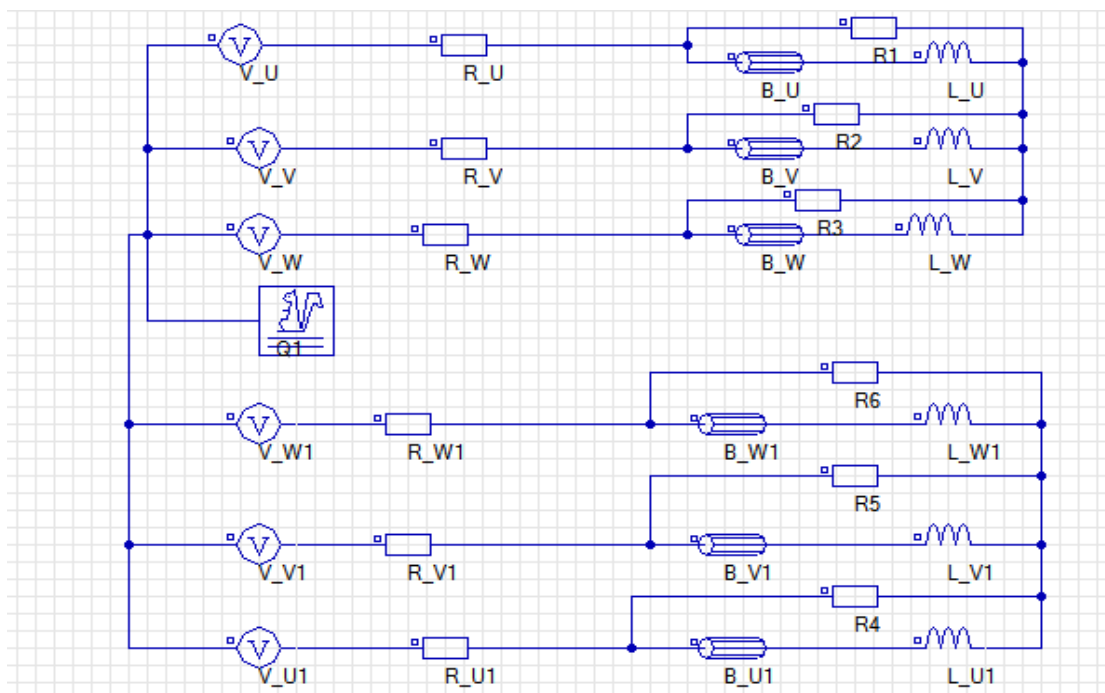 R1
V_U
R_U
B_U
L_U
R2
V_V
R_V
B_V
L_V
R3
V_W
R_W
B_W
L_W
Q1
R6
V_W1
R_W1
B_W1
L_W1
R5
V_V1
R_V1
B_V1
L_V1
R4
V_U1
R_U1
B_U1
L_U1
V
V
V
V
V
V